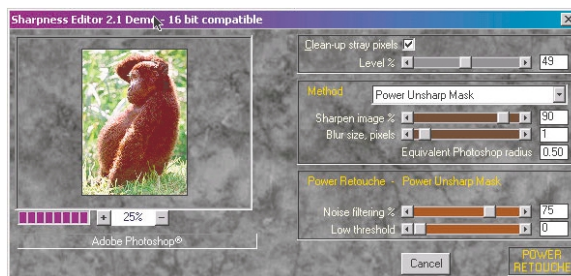 Sharpness Editor 2.1 Demo - 16 bit compatible
Clean-up stray pixels
Level % 49
Method Power Unsharp Mask
Sharpen image % 90
Blur size, pixels 1
Equivalent Photoshop radius 0.50
Power Retouche - Power Unsharp Mask
Noise filtering % 75
Low threshold 0
+ 25% -
Adobe Photoshop®
Cancel
POWER
RETOUCHE